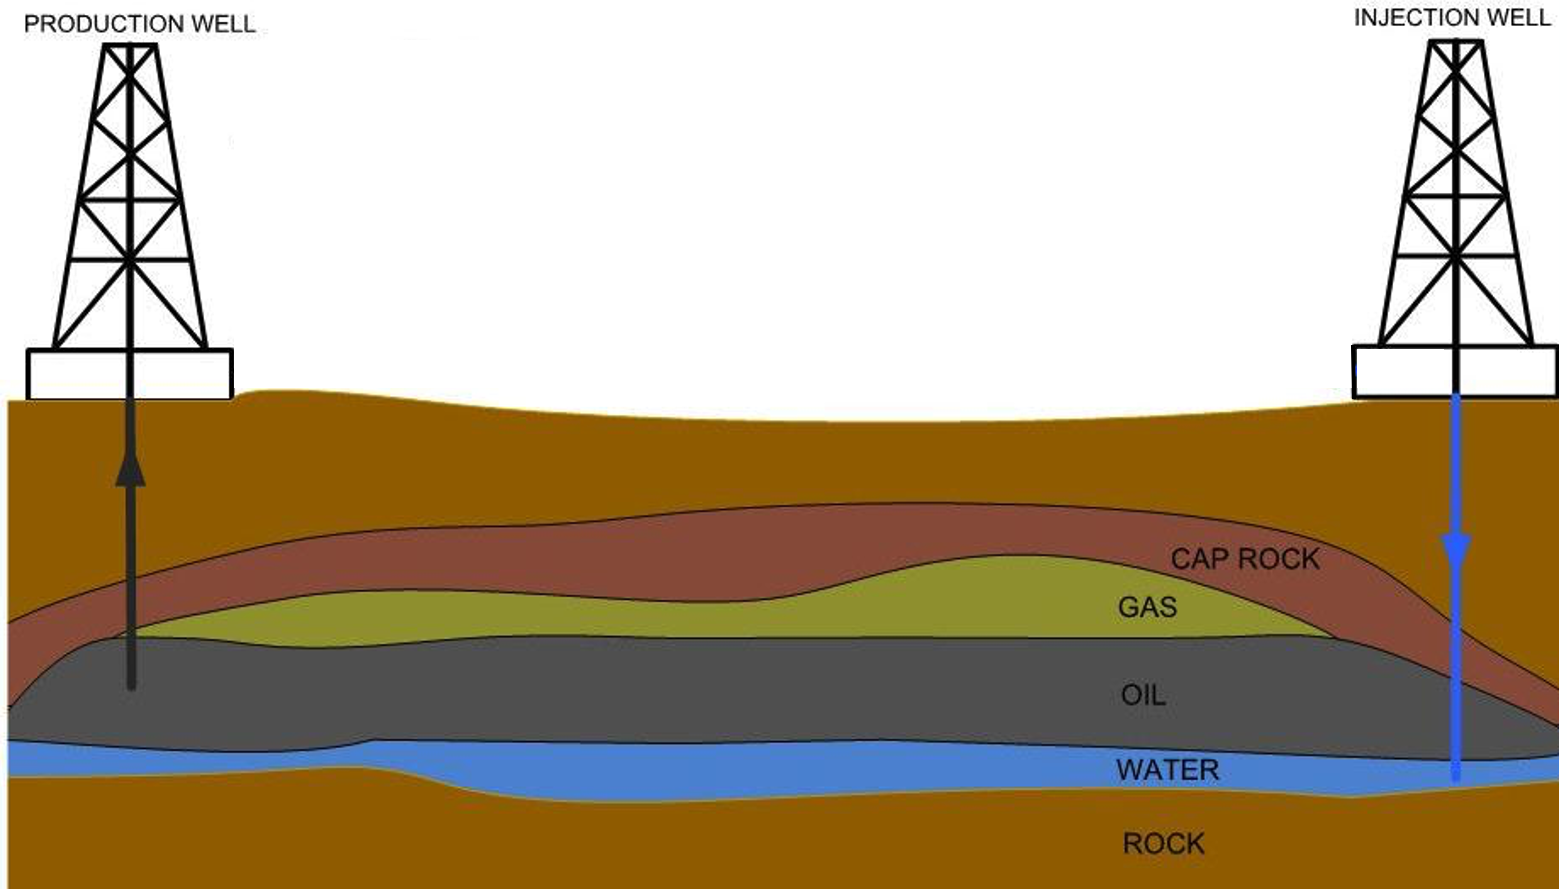 PRODUCTION WELL
INJECTION WELL
CAP ROCK
GAS
OIL
WATER
ROCK